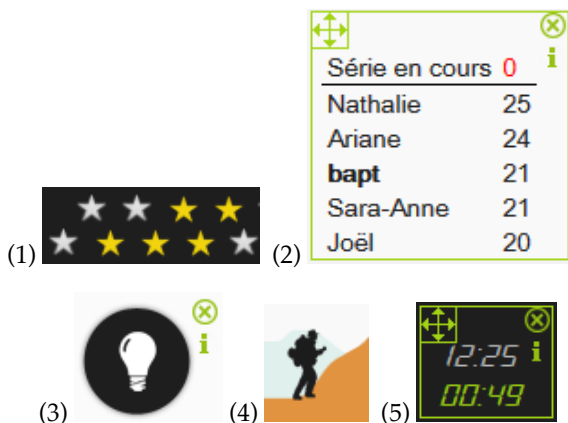 Série en cours 0
i
Nathalie 25
Ariane 24
bapt 21
Sara-Anne 21
Joël 20
(1)
(2)
i
12:25
i
00:49
(3)
(4)
(5)